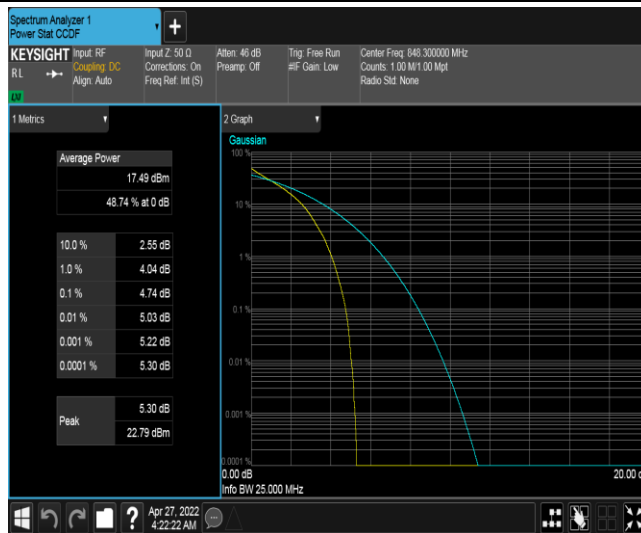 Spectrum Analyzer 1
Power Stat CCDF
+
KEYSIGHT
RL
Input: RF
Coupling: DC
Align: Auto
Input Z: 50 Ω
Corrections: On
Freq Ref: Int (S)
Atten: 46 dB
Preamp: Off
Trig: Free Run
#IF Gain: Low
Center Freq: 848.300000 MHz
Counts: 1.00 M/1.00 Mpt
Radio Std: None
1 Metrics
Average Power
17.49 dBm
48.74 % at 0 dB
10.0 % 2.55 dB
1.0 % 4.04 dB
0.1 % 4.74 dB
0.01 % 5.03 dB
0.001 % 5.22 dB
0.0001 % 5.30 dB
Peak
5.30 dB
22.79 dBm
2 Graph
Gaussian
100 %
10 %
1 %
0.1 %
0.01 %
0.001 %
0.0001 %
0.00 dB
20.00
Info BW 25.000 MHz
?
Apr 27, 2022
4:22:22 AM